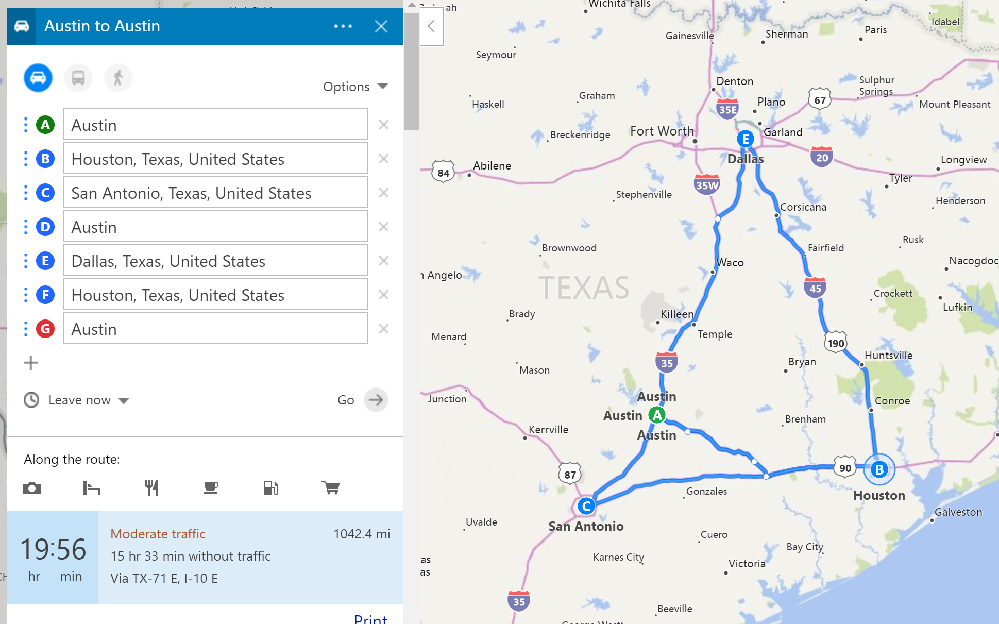 Austin to Austin
Options
A Austin
B Houston, Texas, United States
C San Antonio, Texas, United States
D Austin
E Dallas, Texas, United States
F Houston, Texas, United States
G Austin
Leave now
Go
Along the route:
19:56
hr min
Moderate traffic
1042.4 mi
15 hr 33 min without traffic
Via TX-71 E, I-10 E
Print
Wichita Falls
Idabel
Gainesville
Sherman
Paris
Seymour
Denton
Sulphur
Springs
Graham
Haskell
35E
Plano
67
Mount Pleasant
Fort Worth
Garland
Breckenridge
E
20
Dallas
Longview
84
Abilene
35W
Tyler
Stephenville
Henderson
Corsicana
Rusk
Brownwood
Fairfield
Waco
Nacogdoc
n Angelo
TEXAS
45
Crockett
Lufkin
Killeen
Brady
Temple
Menard
190
Huntsville
35
Bryan
Mason
Junction
Austin
Conroe
Austin
A
Brenham
Kerrville
Austin
87
90
B
Gonzales
Houston
C
San Antonio
Galveston
Uvalde
Cuero
Bay City
as
Karnes City
as
Victoria
35
Beeville